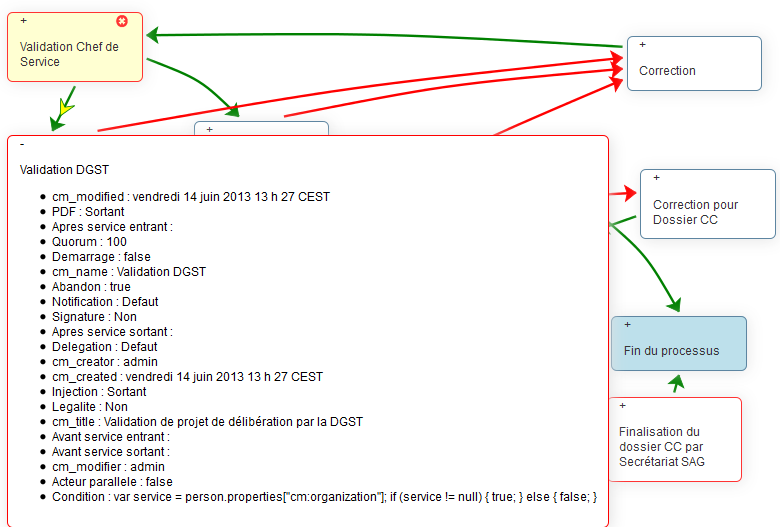 +
Validation Chef de
Service
+
Correction
+
-
Validation DGST
• cm_modified : vendredi 14 juin 2013 13 h 27 CEST
• PDF : Sortant
• Apres service entrant :
• Quorum : 100
• Demarrage : false
• cm_name : Validation DGST
• Abandon : true
• Notification : Defaut
• Signature : Non
• Apres service sortant :
• Delegation : Defaut
• cm_creator : admin
• cm_created : vendredi 14 juin 2013 13 h 27 CEST
• Injection : Sortant
• Legalite : Non
• cm_title : Validation de projet de délibération par la DGST
• Avant service entrant :
• Avant service sortant :
• cm_modifier : admin
• Acteur parallele : false
• Condition : var service = person.properties["cm:organization"]; if (service != null) { true; } else { false; }
+
Correction pour
Dossier CC
+
Fin du processus
+
Finalisation du
dossier CC par
Secrétariat SAG